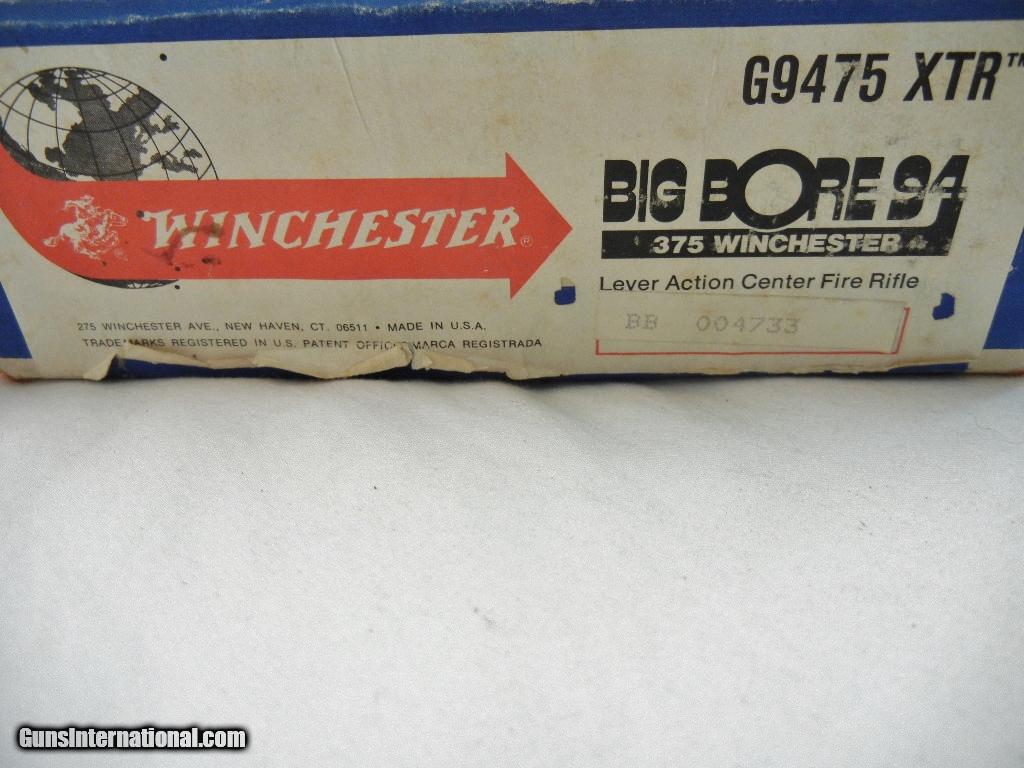 G9475 XTR™
WINCHESTER®
BIG BORE 94
375 WINCHESTER
Lever Action Center Fire Rifle
BB 004733
275 WINCHESTER AVE., NEW HAVEN, CT. 06511 • MADE IN U.S.A.
TRADEMARKS REGISTERED IN U.S. PATENT OFFICE MARCA REGISTRADA
GunsInternational.com